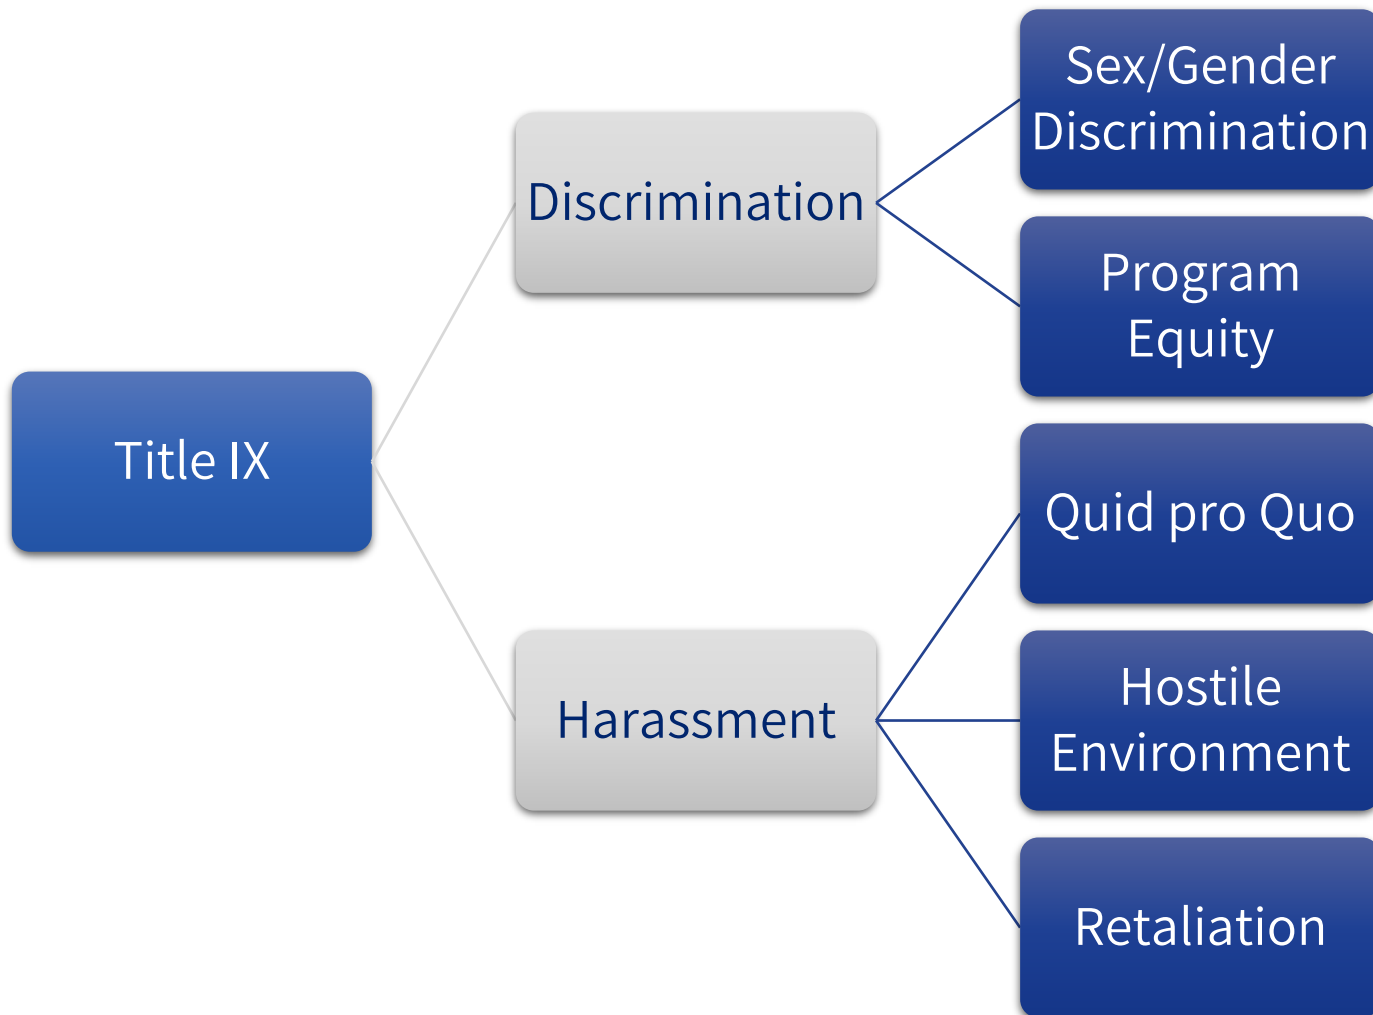 Title IX
Discrimination
Sex/Gender
Discrimination
Program
Equity
Harassment
Quid pro Quo
Hostile
Environment
Retaliation